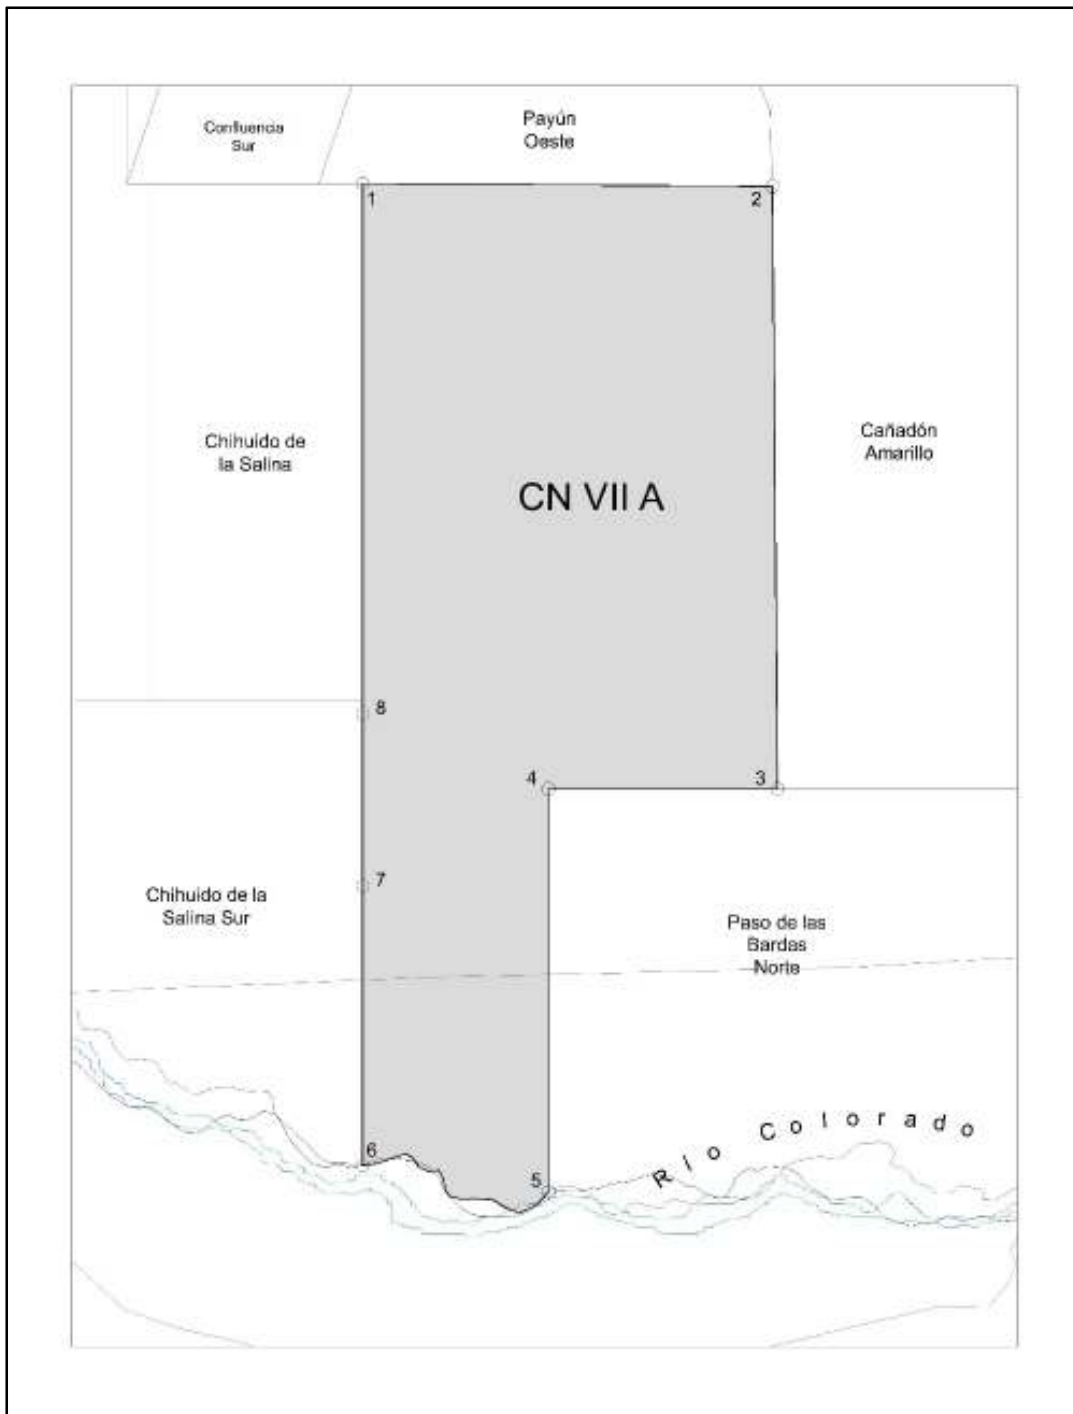 Confluencia
Sur
Payún
Oeste
1
2
Chihuido de
la Salina
Cañadón
Amarillo
CN VII A
8
4
3
7
Chihuido de la
Salina Sur
Paso de las
Bardas
Norte
Río Colorado
6
5